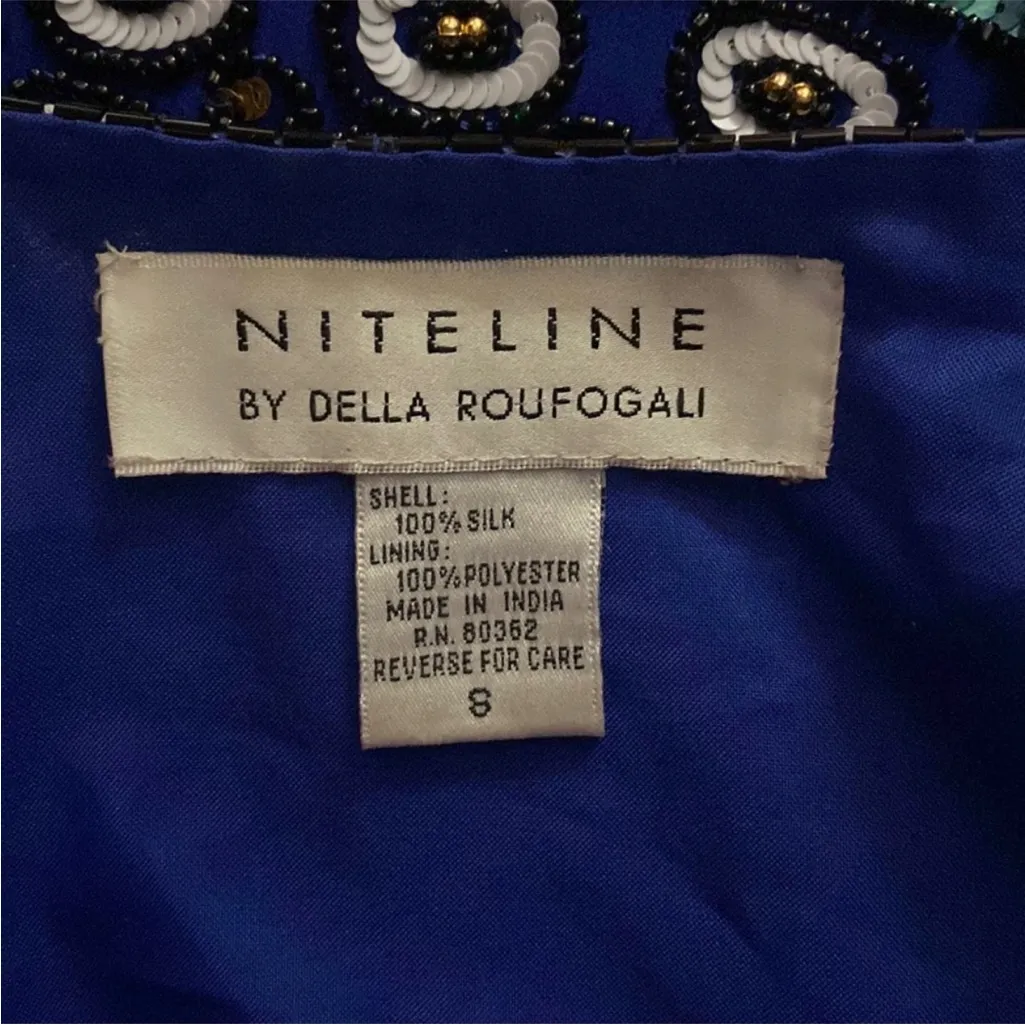 NITELINE
BY DELLA ROUFOGALI
SHELL:
100% SILK
LINING:
100% POLYESTER
MADE IN INDIA
R.N. 80362
REVERSE FOR CARE
8